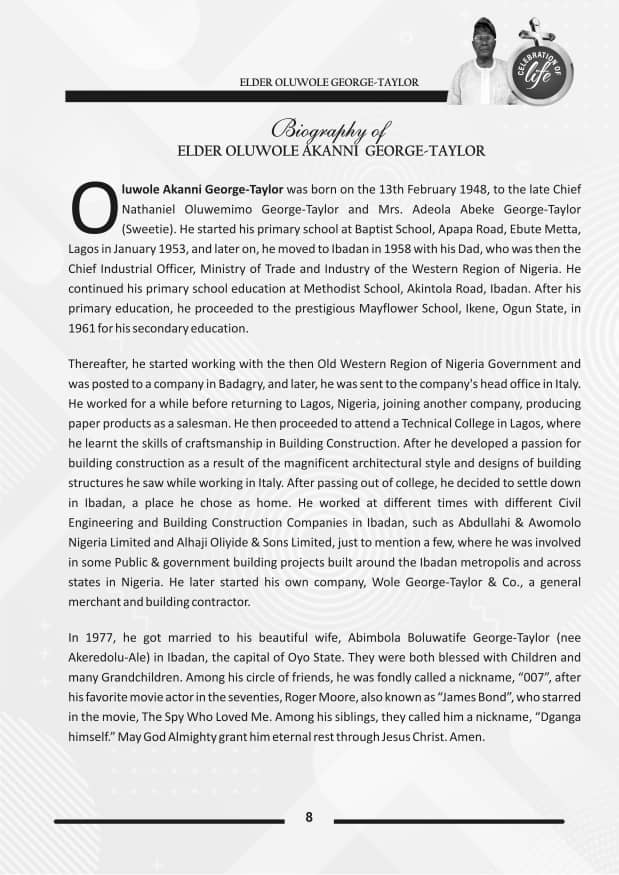 ELDER OLUWOLE GEORGE-TAYLOR
CELEBRATION OF
life
Biography of
ELDER OLUWOLE AKANNI GEORGE-TAYLOR
Oluwole Akanni George-Taylor was born on the 13th February 1948, to the late Chief
Nathaniel Oluwemimo George-Taylor and Mrs. Adeola Abeke George-Taylor
(Sweetie). He started his primary school at Baptist School, Apapa Road, Ebute Metta,
Lagos in January 1953, and later on, he moved to Ibadan in 1958 with his Dad, who was then the
Chief Industrial Officer, Ministry of Trade and Industry of the Western Region of Nigeria. He
continued his primary school education at Methodist School, Akintola Road, Ibadan. After his
primary education, he proceeded to the prestigious Mayflower School, Ikene, Ogun State, in
1961 for his secondary education.
Thereafter, he started working with the then Old Western Region of Nigeria Government and
was posted to a company in Badagry, and later, he was sent to the company's head office in Italy.
He worked for a while before returning to Lagos, Nigeria, joining another company, producing
paper products as a salesman. He then proceeded to attend a Technical College in Lagos, where
he learnt the skills of craftsmanship in Building Construction. After he developed a passion for
building construction as a result of the magnificent architectural style and designs of building
structures he saw while working in Italy. After passing out of college, he decided to settle down
in Ibadan, a place he chose as home. He worked at different times with different Civil
Engineering and Building Construction Companies in Ibadan, such as Abdullahi & Awomolo
Nigeria Limited and Alhaji Oliyide & Sons Limited, just to mention a few, where he was involved
in some Public & government building projects built around the Ibadan metropolis and across
states in Nigeria. He later started his own company, Wole George-Taylor & Co., a general
merchant and building contractor.
In 1977, he got married to his beautiful wife, Abimbola Boluwatife George-Taylor (nee
Akeredolu-Ale) in Ibadan, the capital of Oyo State. They were both blessed with Children and
many Grandchildren. Among his circle of friends, he was fondly called a nickname, “007”, after
his favorite movie actor in the seventies, Roger Moore, also known as “James Bond”, who starred
in the movie, The Spy Who Loved Me. Among his siblings, they called him a nickname, “Dganga
himself.” May God Almighty grant him eternal rest through Jesus Christ. Amen.
8